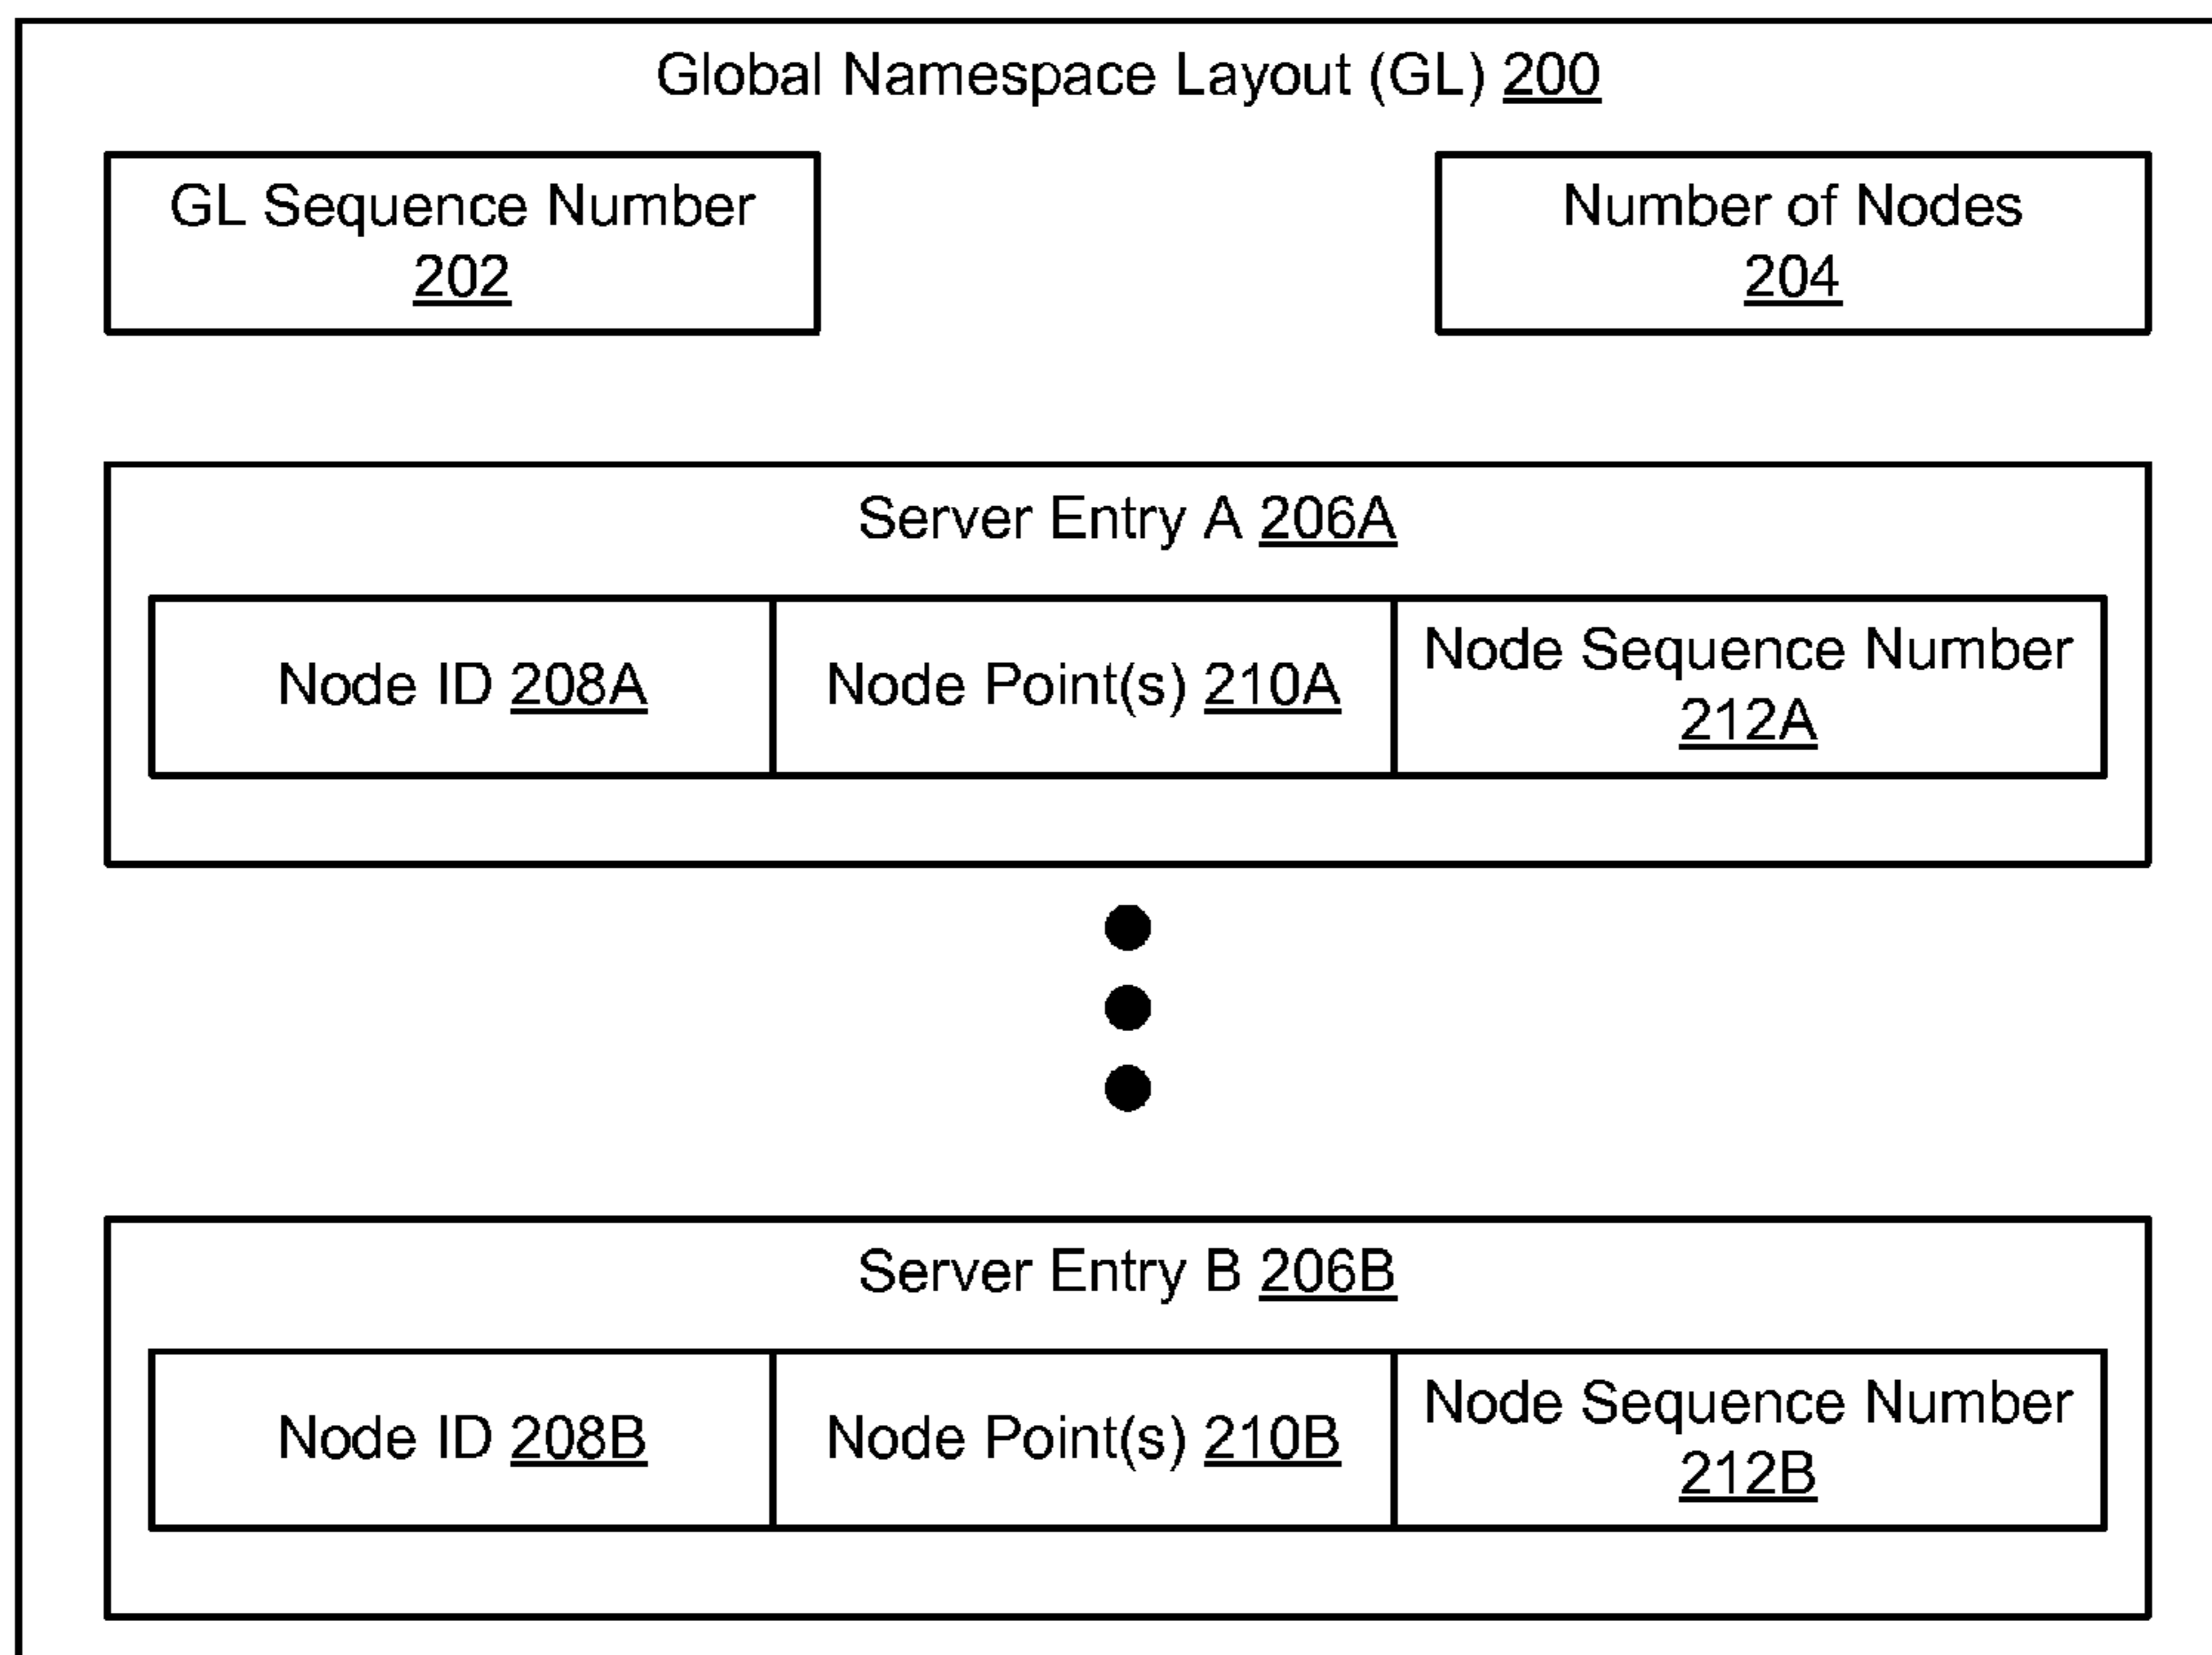 Global Namespace Layout (GL) 200
GL Sequence Number
202
Number of Nodes
204
Server Entry A 206A
Node ID 208A
Node Point(s) 210A
Node Sequence Number
212A
Server Entry B 206B
Node ID 208B
Node Point(s) 210B
Node Sequence Number
212B